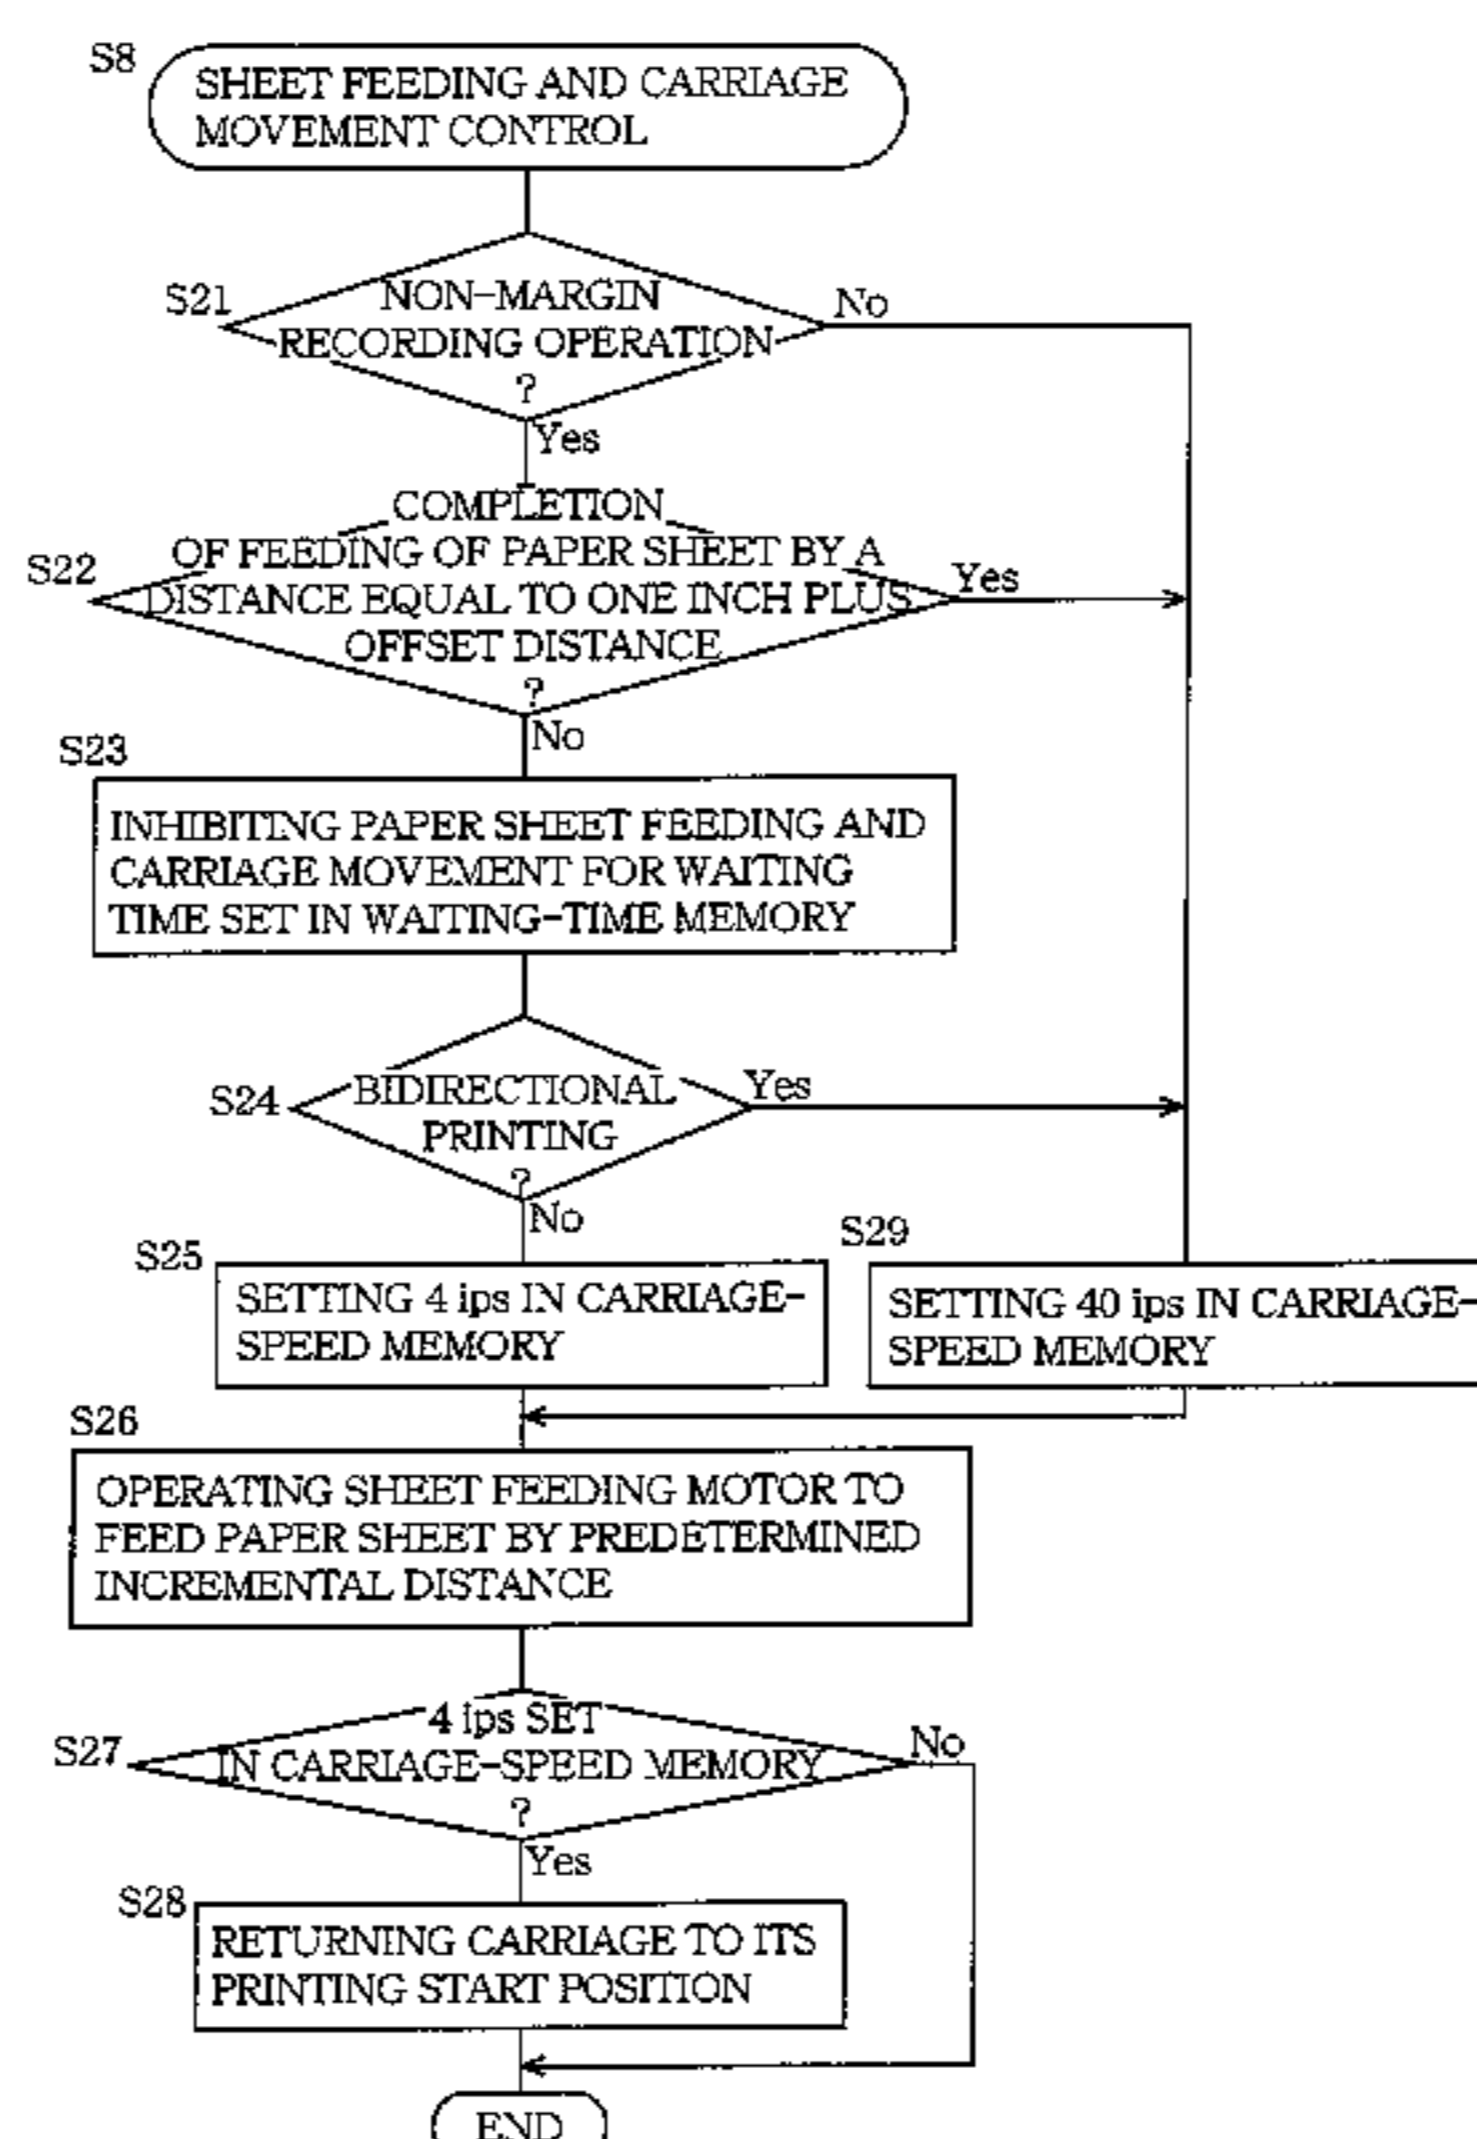 S8
SHEET FEEDING AND CARRIAGE
MOVEMENT CONTROL
S21
NON-MARGIN
RECORDING OPERATION
?
No
Yes
S22
COMPLETION
OF FEEDING OF PAPER SHEET BY A
DISTANCE EQUAL TO ONE INCH PLUS
OFFSET DISTANCE
?
Yes
No
S23
INHIBITING PAPER SHEET FEEDING AND
CARRIAGE MOVEMENT FOR WAITING
TIME SET IN WAITING-TIME MEMORY
S24
BIDIRECTIONAL
PRINTING
?
Yes
No
S25
SETTING 4 ips IN CARRIAGE-
SPEED MEMORY
S29
SETTING 40 ips IN CARRIAGE-
SPEED MEMORY
S26
OPERATING SHEET FEEDING MOTOR TO
FEED PAPER SHEET BY PREDETERMINED
INCREMENTAL DISTANCE
S27
4 ips SET
IN CARRIAGE-SPEED MEMORY
?
No
Yes
S28
RETURNING CARRIAGE TO ITS
PRINTING START POSITION
END